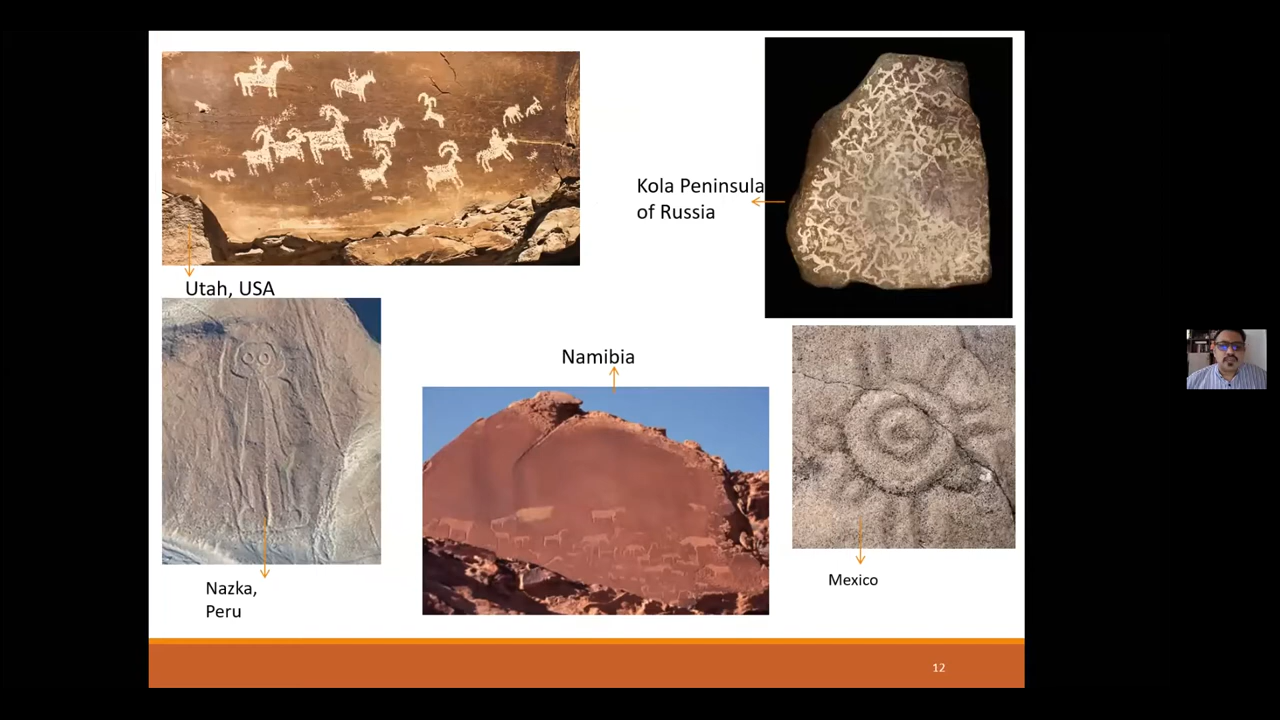 Kola Peninsula
of Russia
Utah, USA
Namibia
Mexico
Nazka,
Peru
12